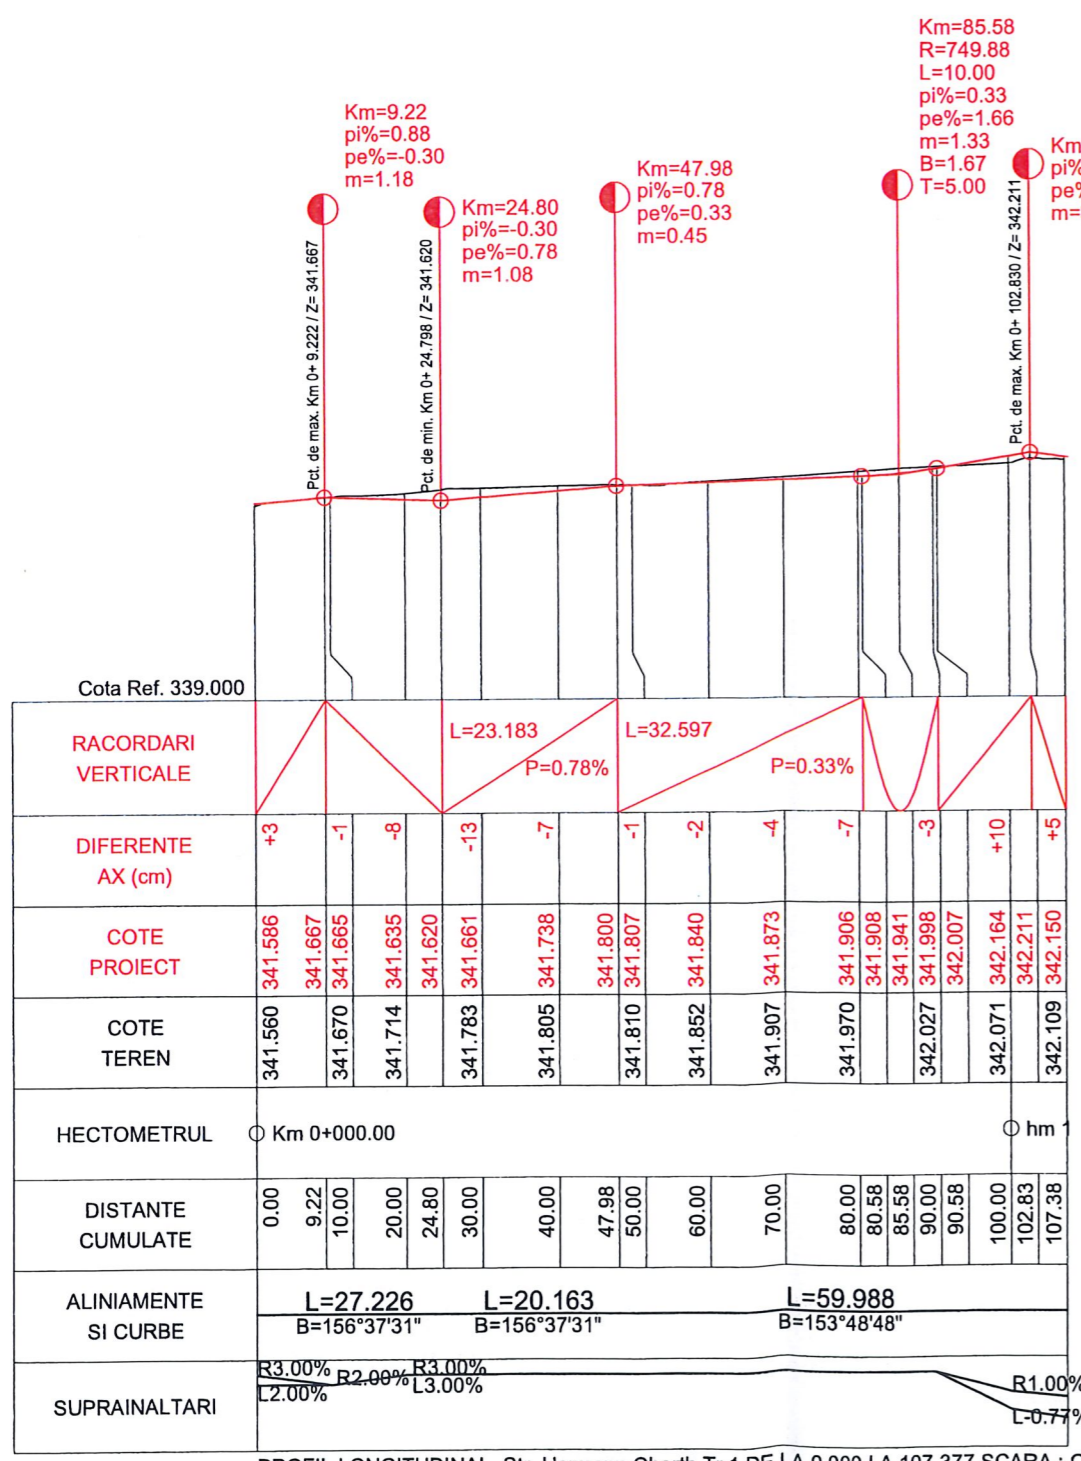 Km=85.58
R=749.88
L=10.00
pi%=0.33
pe%=1.66
m=1.33
B=1.67
T=5.00
Km=9.22
pi%=0.88
pe%=-0.30
m=1.18
Km=24.80
pi%=-0.30
pe%=0.78
m=1.08
Km=47.98
pi%=0.78
pe%=0.33
m=0.45
Km
pi%
pe%
m=
Pct. de max. Km 0+ 9.222 / Z= 341.667
Pct. de min. Km 0+ 24.798 / Z= 341.620
Pct. de max. Km 0+ 102.830 / Z= 342.211
Cota Ref. 339.000
RACORDARI
VERTICALE
L=23.183
P=0.78%
L=32.597
P=0.33%
DIFERENTE
AX (cm)
+3 -1 -8 -13 -7 -1 -2 -4 -7 -3 +10 +5
COTE
PROIECT
341.586 341.667 341.665 341.635 341.620 341.661 341.738 341.800 341.807 341.840 341.873 341.906 341.908 341.941 341.998 342.007 342.164 342.211 342.150
COTE
TEREN
341.560 341.670 341.714 341.783 341.805 341.810 341.852 341.907 341.970 342.027 342.071 342.109
HECTOMETRUL
Km 0+000.00
hm 1
DISTANTE
CUMULATE
0.00 9.22 10.00 20.00 24.80 30.00 40.00 47.98 50.00 60.00 70.00 80.00 80.58 85.58 90.00 90.58 100.00 102.83 107.38
ALINIAMENTE
SI CURBE
L=27.226 L=20.163 L=59.988
B=156°37'31" B=156°37'31" B=153°48'48"
SUPRAINALTARI
R3.00% R2.00% R3.00% R1.00%
L2.00% L3.00% L-0.77%